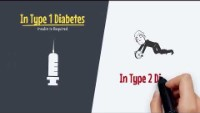 In Type 1 Diabetes
Insulin is Required
In Type 2 Di